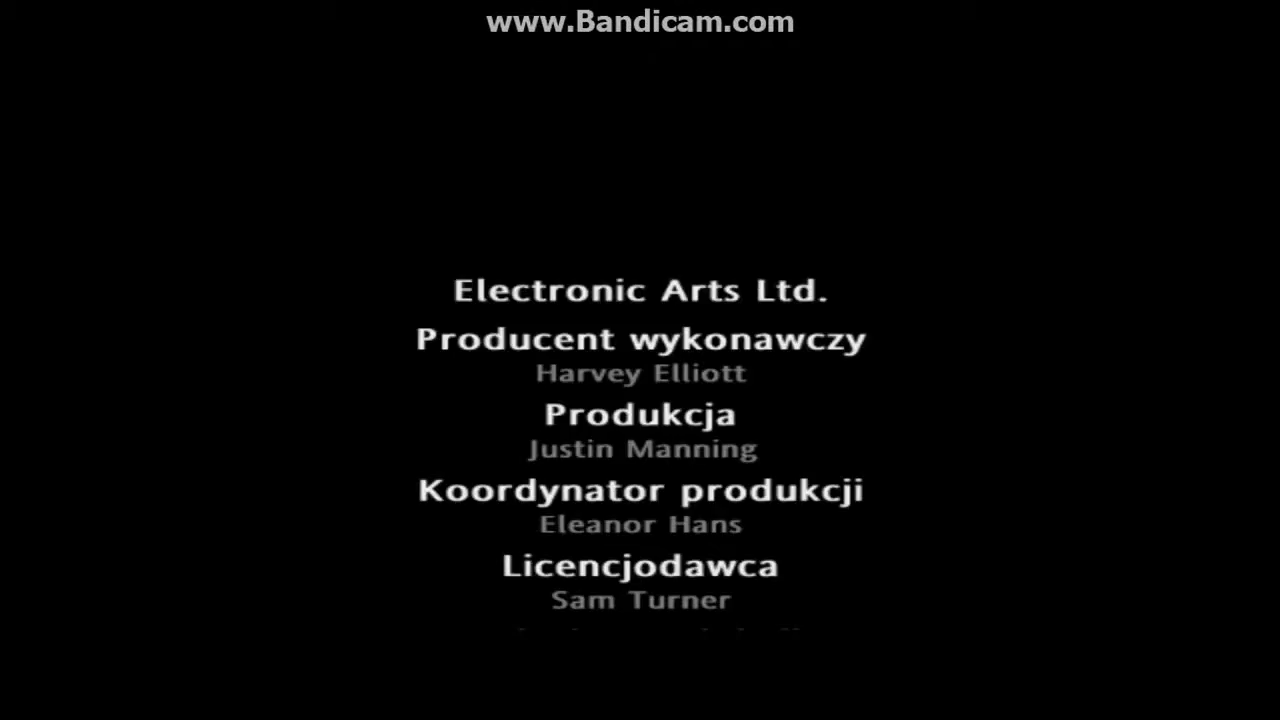 www.Bandicam.com
Electronic Arts Ltd.
Producent wykonawczy
Harvey Elliott
Produkcja
Justin Manning
Koordynator produkcji
Eleanor Hans
Licencjodawca
Sam Turner